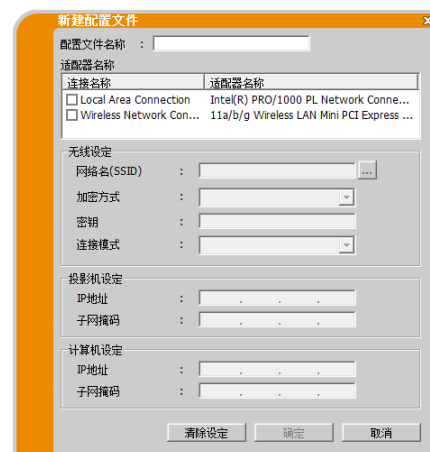 新建配置文件 x
配置文件名称 :
适配器名称
连接名称 适配器名称
Local Area Connection Intel(R) PRO/1000 PL Network Conne...
Wireless Network Con... 11a/b/g Wireless LAN Mini PCI Express ...
无线设定
网络名(SSID) : ...
加密方式 :
密钥 :
连接模式 :
投影机设定
IP地址 : . . .
子网掩码 : . . .
计算机设定
IP地址 : . . .
子网掩码 : . . .
清除设定 确定 取消